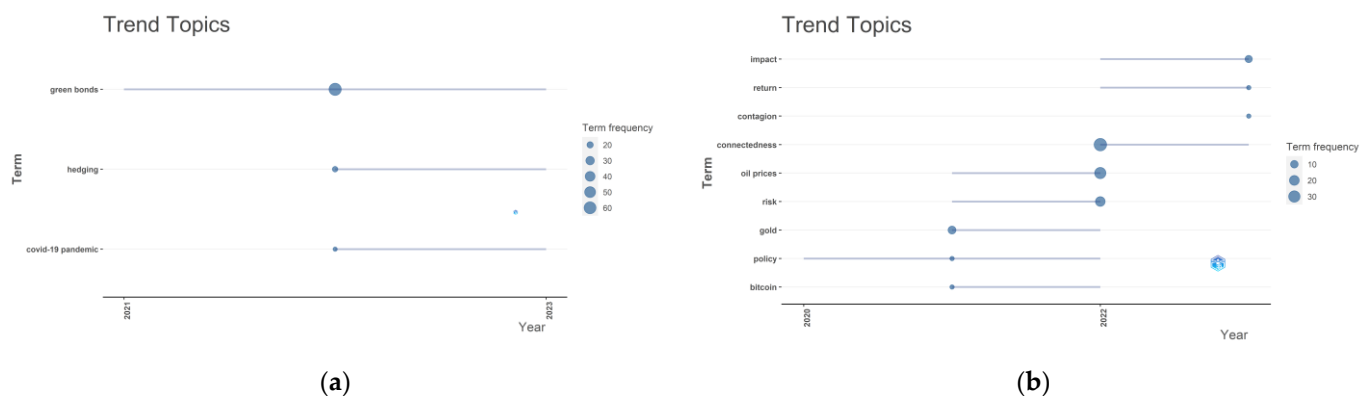 Trend Topics
green bonds
hedging
covid-19 pandemic
Term
2021
2023
Year
Term frequency
20
30
40
50
60
(a)
Trend Topics
impact
return
contagion
connectedness
oil prices
risk
gold
policy
bitcoin
Term
2020
2022
Year
Term frequency
10
20
30
(b)